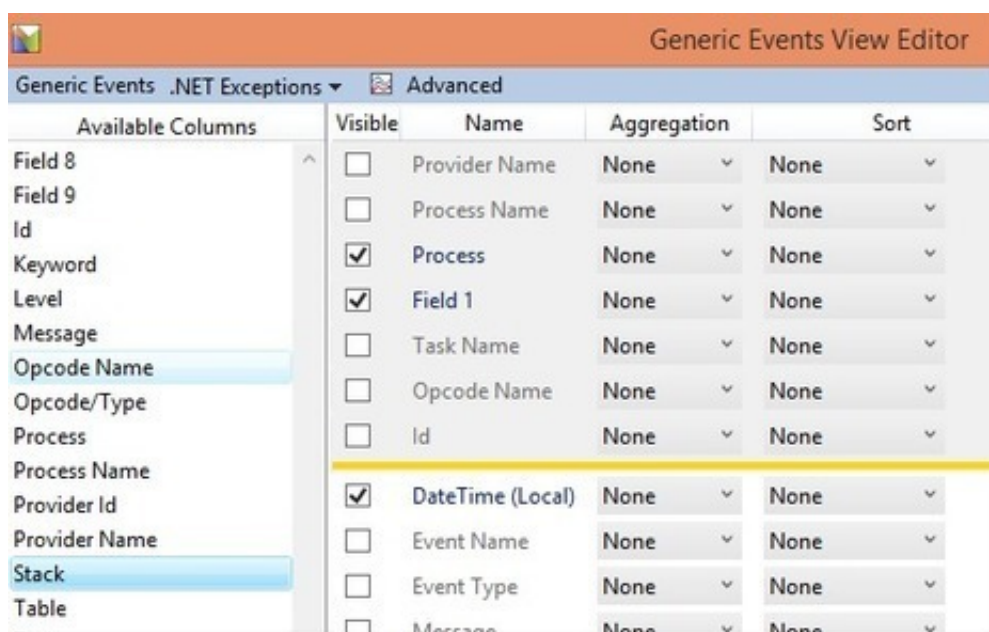 Generic Events View Editor
Generic Events .NET Exceptions Advanced
Available Columns Visible Name Aggregation Sort
Field 8
Field 9
Id
Keyword
Level
Message
Opcode Name
Opcode/Type
Process
Process Name
Provider Id
Provider Name
Stack
Table
Provider Name None None
Process Name None None
Process None None
Field 1 None None
Task Name None None
Opcode Name None None
Id None None
DateTime (Local) None None
Event Name None None
Event Type None None
Message None None